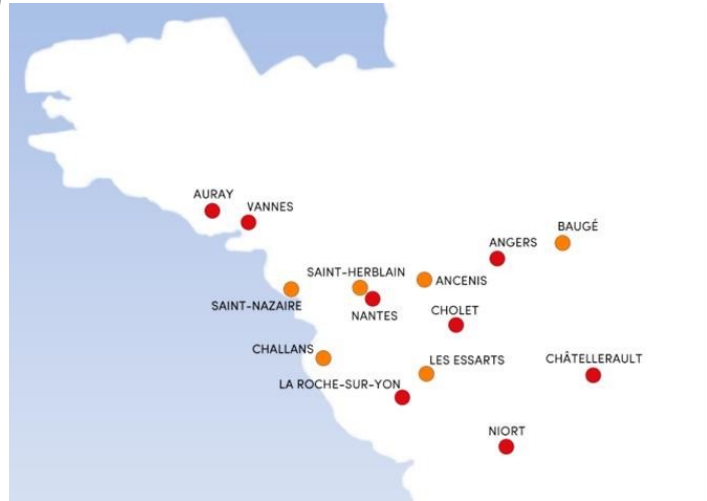 AURAY
VANNES
BAUGÉ
ANGERS
SAINT-HERBLAIN
ANCENIS
SAINT-NAZAIRE
NANTES
CHOLET
CHALLANS
LES ESSARTS
CHÂTELLERAULT
LA ROCHE-SUR-YON
NIORT